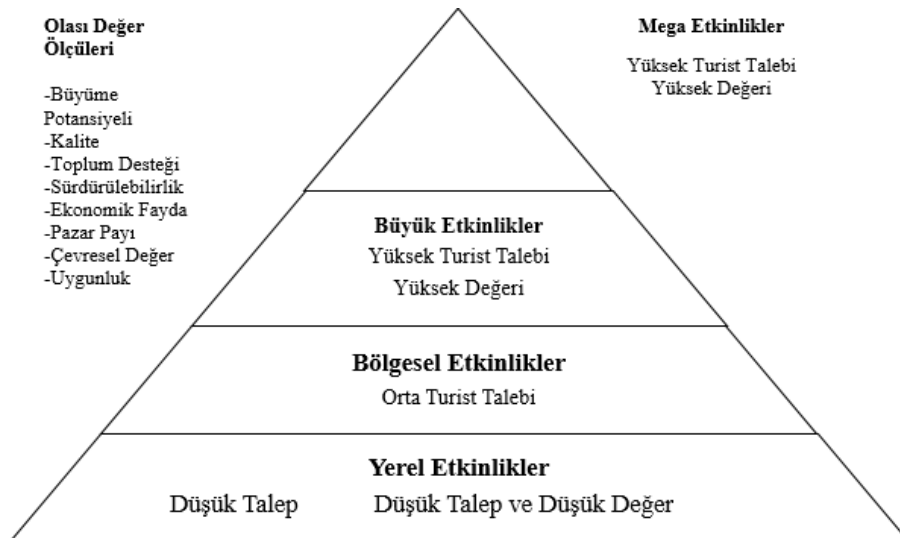 Olası Değer
Ölçüleri
-Büyüme
Potansiyeli
-Kalite
-Toplum Desteği
-Sürdürülebilirlik
-Ekonomik Fayda
-Pazar Payı
-Çevresel Değer
-Uygunluk
Mega Etkinlikler
Yüksek Turist Talebi
Yüksek Değeri
Büyük Etkinlikler
Yüksek Turist Talebi
Yüksek Değeri
Bölgesel Etkinlikler
Orta Turist Talebi
Yerel Etkinlikler
Düşük Talep Düşük Talep ve Düşük Değer